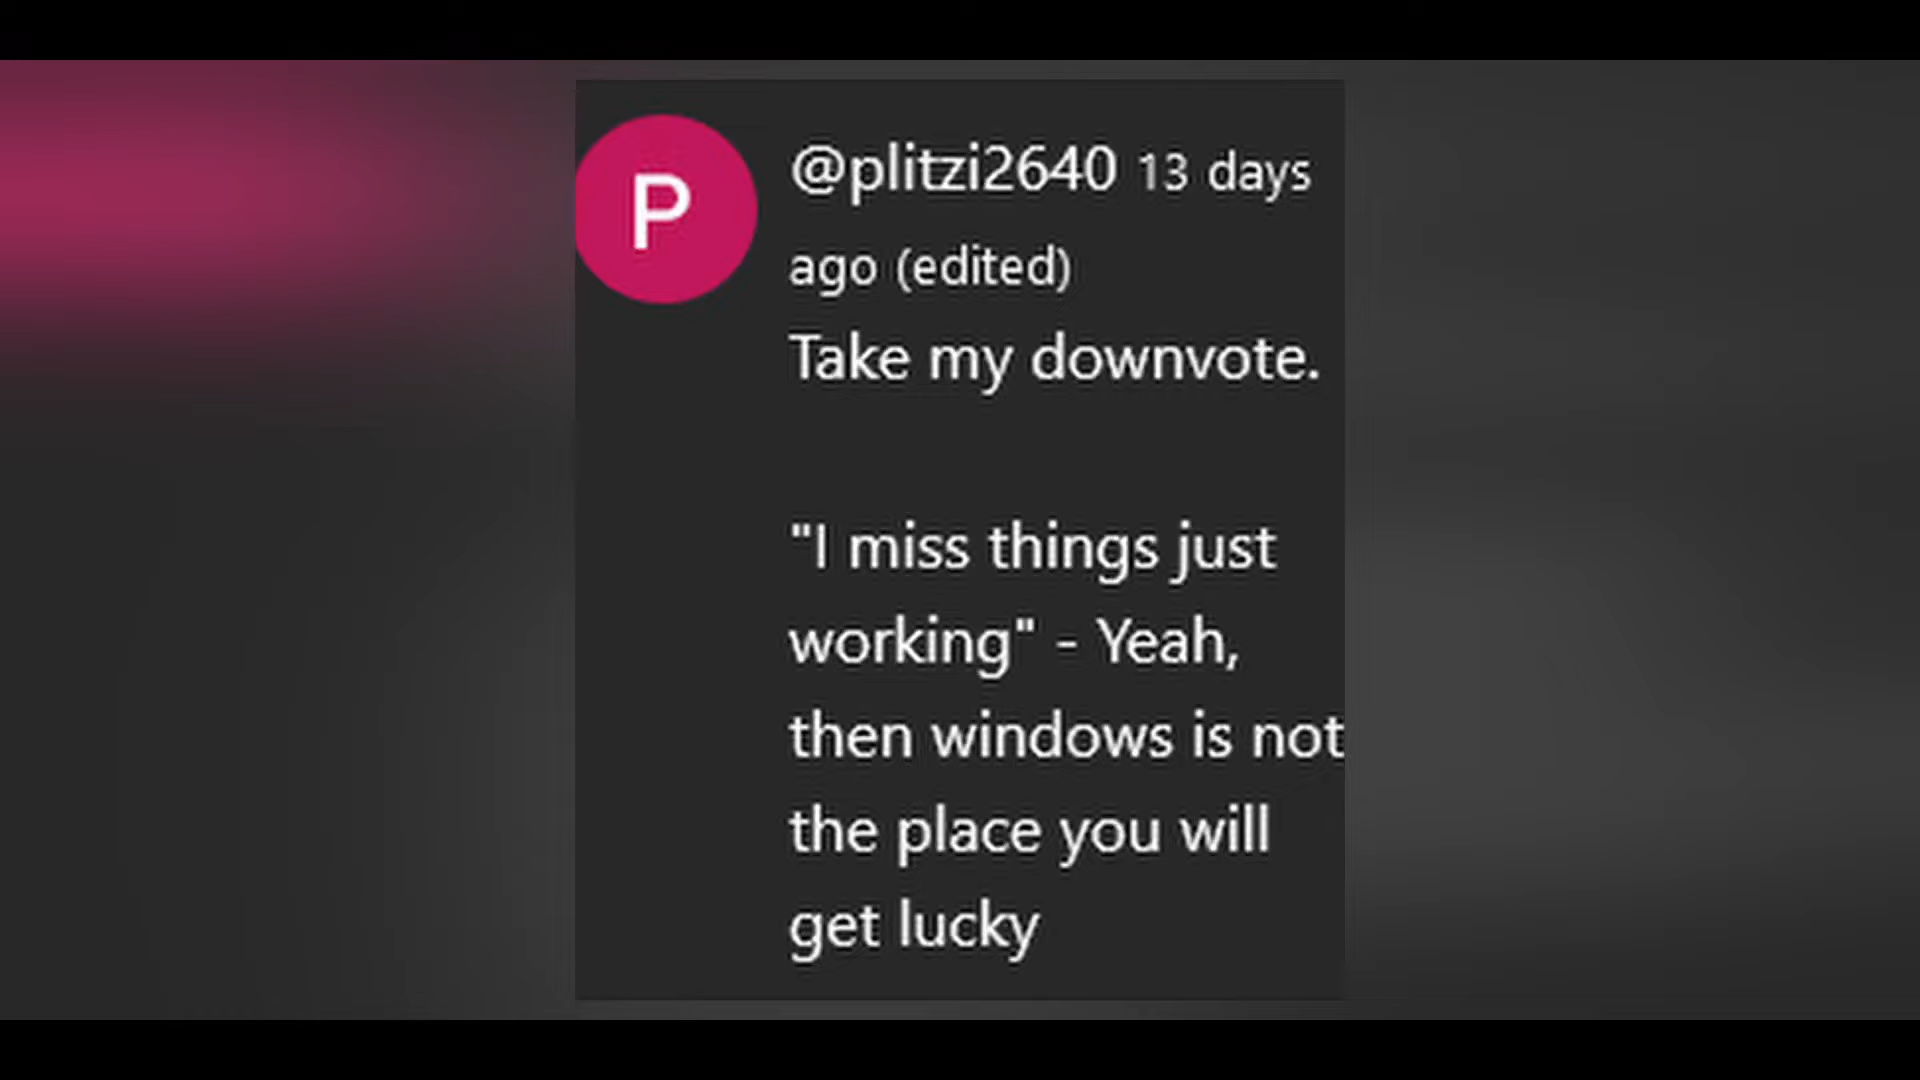 P
@plitzi2640 13 days
ago (edited)
Take my downvote.
"I miss things just
working" - Yeah,
then windows is not
the place you will
get lucky